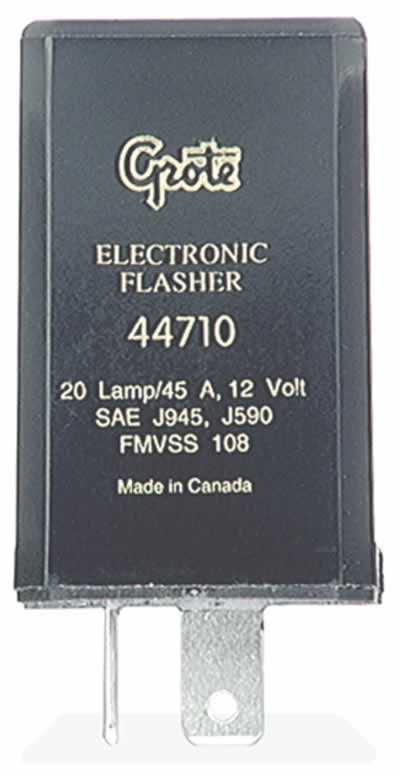 Grote
ELECTRONIC
FLASHER
44710
20 Lamp/45 A, 12 Volt
SAE J945, J590
FMVSS 108
Made in Canada